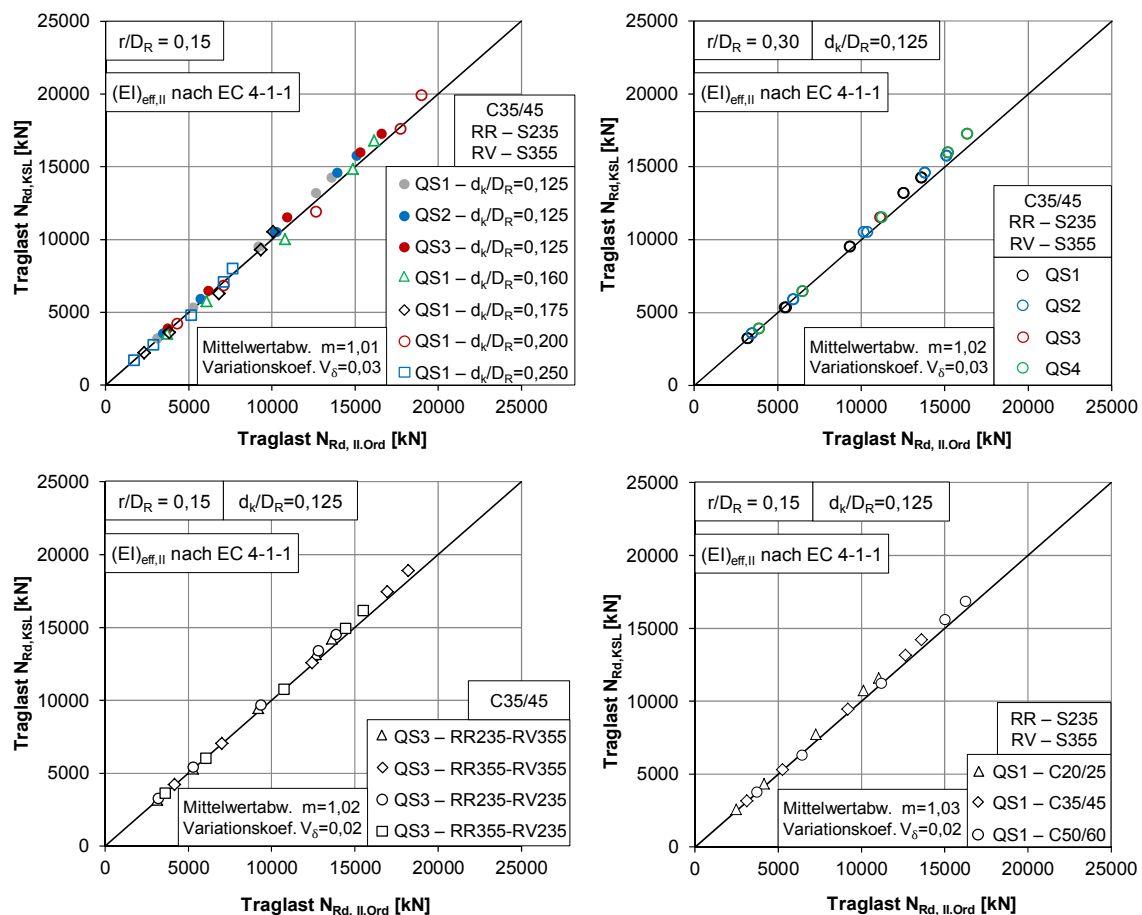 25000
20000
15000
10000
5000
0
Traglast N_Rd,KSL [kN]
r/D_R = 0,15
(EI)_eff,II nach EC 4-1-1
C35/45
RR – S235
RV – S355
QS1 – d_k/D_R=0,125
QS2 – d_k/D_R=0,125
QS3 – d_k/D_R=0,125
QS1 – d_k/D_R=0,160
QS1 – d_k/D_R=0,175
QS1 – d_k/D_R=0,200
QS1 – d_k/D_R=0,250
Mittelwertabw. m=1,01
Variationskoef. V_δ=0,03
0 5000 10000 15000 20000 25000
Traglast N_Rd, II.Ord [kN]
25000
20000
15000
10000
5000
0
Traglast N_Rd,KSL [kN]
r/D_R = 0,30 d_k/D_R=0,125
(EI)_eff,II nach EC 4-1-1
C35/45
RR – S235
RV – S355
QS1
QS2
QS3
QS4
Mittelwertabw. m=1,02
Variationskoef. V_δ=0,03
0 5000 10000 15000 20000 25000
Traglast N_Rd, II.Ord [kN]
25000
20000
15000
10000
5000
0
Traglast N_Rd,KSL [kN]
r/D_R = 0,15 d_k/D_R=0,125
(EI)_eff,II nach EC 4-1-1
C35/45
QS3 – RR235-RV355
QS3 – RR355-RV355
QS3 – RR235-RV235
QS3 – RR355-RV235
Mittelwertabw. m=1,02
Variationskoef. V_δ=0,02
0 5000 10000 15000 20000 25000
Traglast N_Rd, II.Ord [kN]
25000
20000
15000
10000
5000
0
Traglast N_Rd,KSL [kN]
r/D_R = 0,15 d_k/D_R=0,125
(EI)_eff,II nach EC 4-1-1
RR – S235
RV – S355
QS1 – C20/25
QS1 – C35/45
QS1 – C50/60
Mittelwertabw. m=1,03
Variationskoef. V_δ=0,02
0 5000 10000 15000 20000 25000
Traglast N_Rd, II.Ord [kN]